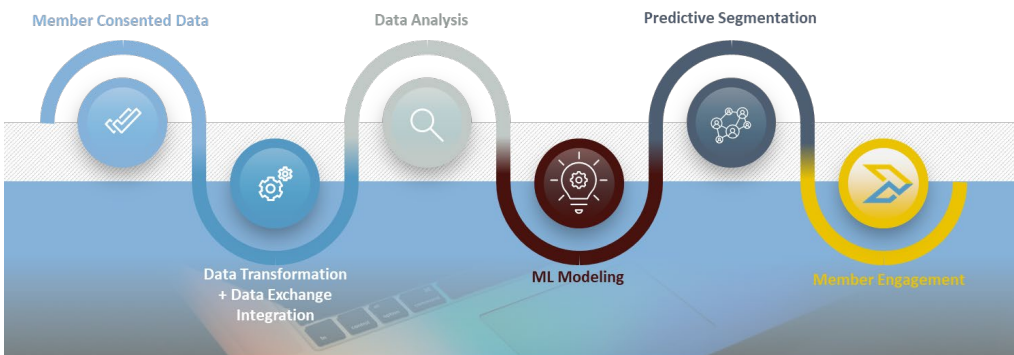 Member Consented Data
Data Analysis
Predictive Segmentation
Data Transformation
+ Data Exchange
Integration
ML Modeling
Member Engagement